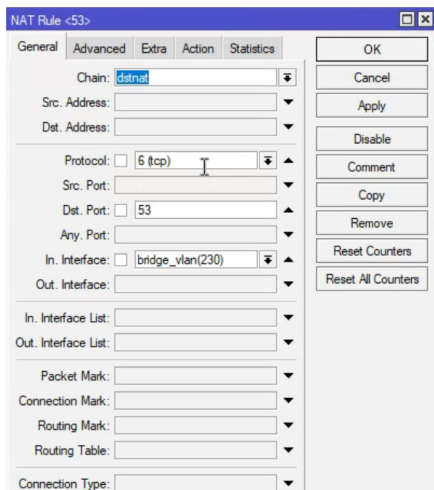 NAT Rule <53>
General Advanced Extra Action Statistics
OK
Chain: dstnat
Cancel
Src. Address:
Apply
Dst. Address:
Disable
Protocol: 6 (tcp)
Comment
Src. Port:
Copy
Dst. Port: 53
Remove
Any. Port:
Reset Counters
In. Interface: bridge_vlan(230)
Reset All Counters
Out. Interface:
In. Interface List:
Out. Interface List:
Packet Mark:
Connection Mark:
Routing Mark:
Routing Table:
Connection Type: